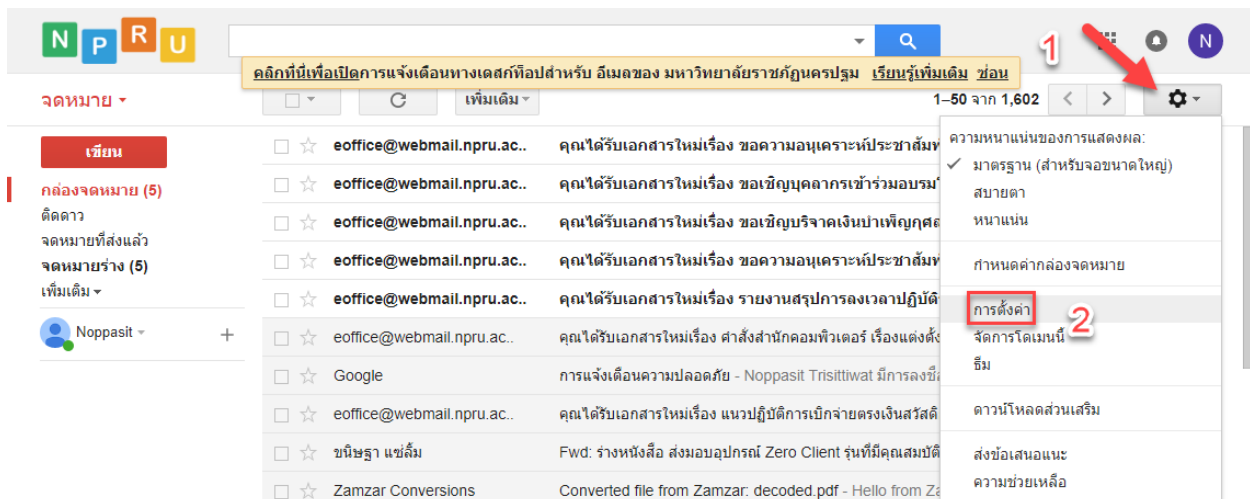 N P R U
1
N
คลิกที่นี่เพื่อเปิดการแจ้งเตือนทางเดสก์ท็อปสำหรับ อีเมลของ มหาวิทยาลัยราชภัฏนครปฐม เรียนรู้เพิ่มเติม ซ่อน
จดหมาย
เพิ่มเติม
1–50 จาก 1,602
เขียน
กล่องจดหมาย (5)
ติดดาว
จดหมายที่ส่งแล้ว
จดหมายร่าง (5)
เพิ่มเติม
Noppasit
eoffice@webmail.npru.ac.. คุณได้รับเอกสารใหม่เรื่อง ขอความอนุเคราะห์ประชาสัมพ
eoffice@webmail.npru.ac.. คุณได้รับเอกสารใหม่เรื่อง ขอเชิญบุคลากรเข้าร่วมอบรม
eoffice@webmail.npru.ac.. คุณได้รับเอกสารใหม่เรื่อง ขอเชิญบริจาคเงินบำเพ็ญกุศล
eoffice@webmail.npru.ac.. คุณได้รับเอกสารใหม่เรื่อง ขอความอนุเคราะห์ประชาสัมพ
eoffice@webmail.npru.ac.. คุณได้รับเอกสารใหม่เรื่อง รายงานสรุปการลงเวลาปฏิบัติ
eoffice@webmail.npru.ac.. คุณได้รับเอกสารใหม่เรื่อง คำสั่งสำนักคอมพิวเตอร์ เรื่องแต่งตั้ง
Google การแจ้งเตือนความปลอดภัย - Noppasit Trisittiwat มีการลงชื่อ
eoffice@webmail.npru.ac.. คุณได้รับเอกสารใหม่เรื่อง แนวปฏิบัติการเบิกจ่ายตรงเงินสวัสดิ
ขนิษฐา แซ่ลิ้ม Fwd: ร่างหนังสือ ส่งมอบอุปกรณ์ Zero Client รุ่นที่มีคุณสมบัติ
Zamzar Conversions Converted file from Zamzar: decoded.pdf - Hello from Za
ความหนาแน่นของการแสดงผล:
มาตรฐาน (สำหรับจอขนาดใหญ่)
สบายตา
หนาแน่น
กำหนดค่ากล่องจดหมาย
การตั้งค่า
2
จัดการโดเมนนี้
ธีม
ดาวน์โหลดส่วนเสริม
ส่งข้อเสนอแนะ
ความช่วยเหลือ